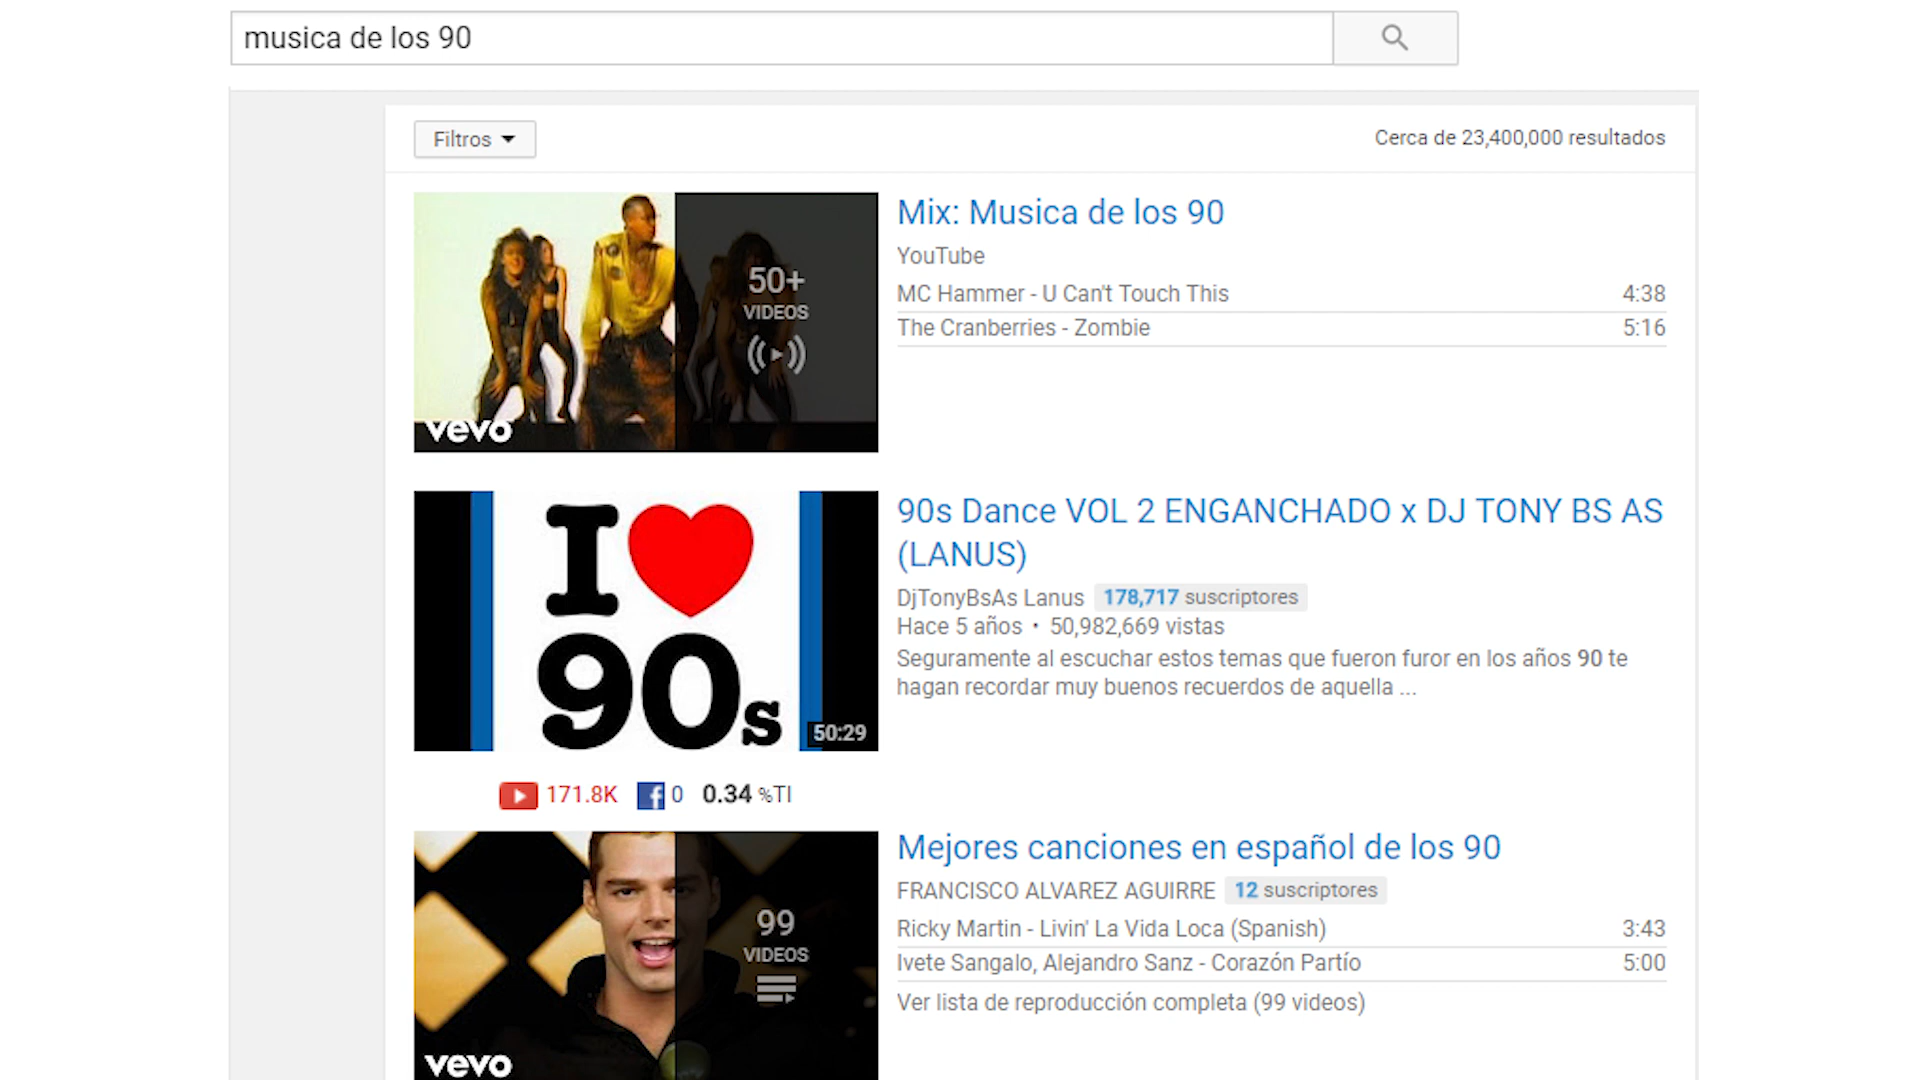 musica de los 90
Filtros
Cerca de 23,400,000 resultados
50+
VIDEOS
vevo
Mix: Musica de los 90
YouTube
MC Hammer - U Can't Touch This 4:38
The Cranberries - Zombie 5:16
I
90s
50:29
90s Dance VOL 2 ENGANCHADO x DJ TONY BS AS
(LANUS)
DjTonyBsAs Lanus 178,717 suscriptores
Hace 5 años • 50,982,669 vistas
Seguramente al escuchar estos temas que fueron furor en los años 90 te
hagan recordar muy buenos recuerdos de aquella ...
171.8K f 0 0.34 %TI
99
VIDEOS
vevo
Mejores canciones en español de los 90
FRANCISCO ALVAREZ AGUIRRE 12 suscriptores
Ricky Martin - Livin' La Vida Loca (Spanish) 3:43
Ivete Sangalo, Alejandro Sanz - Corazón Partío 5:00
Ver lista de reproducción completa (99 videos)